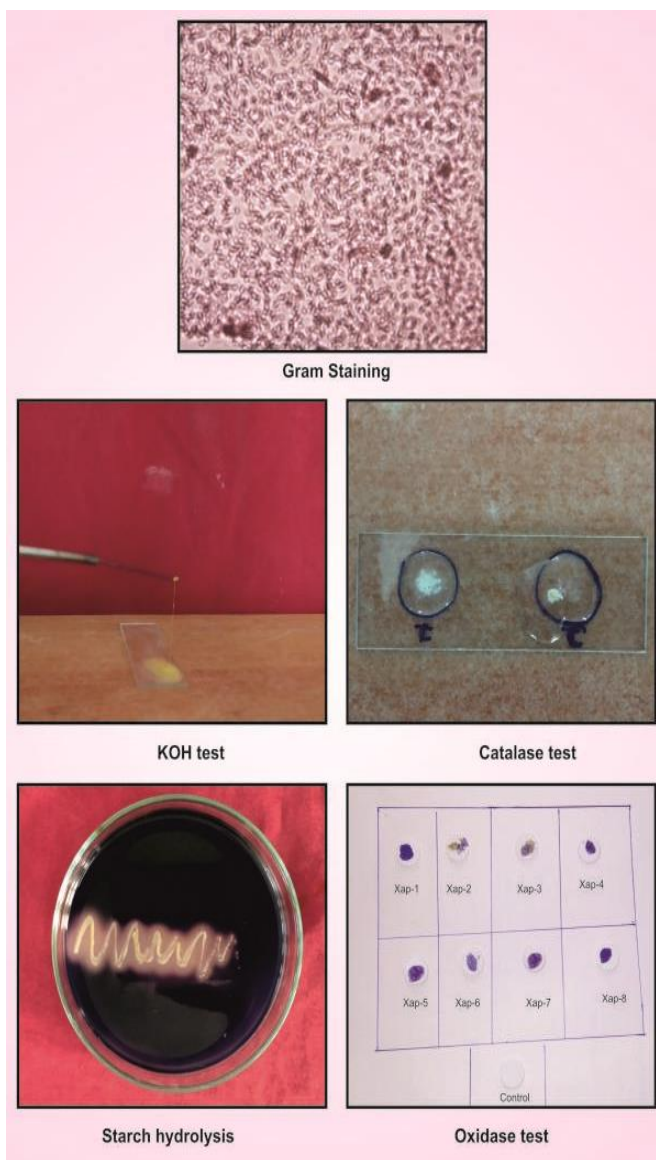 Gram Staining
KOH test
Catalase test
Xap-1
Xap-2
Xap-3
Xap-4
Xap-5
Xap-6
Xap-7
Xap-8
Control
Starch hydrolysis
Oxidase test